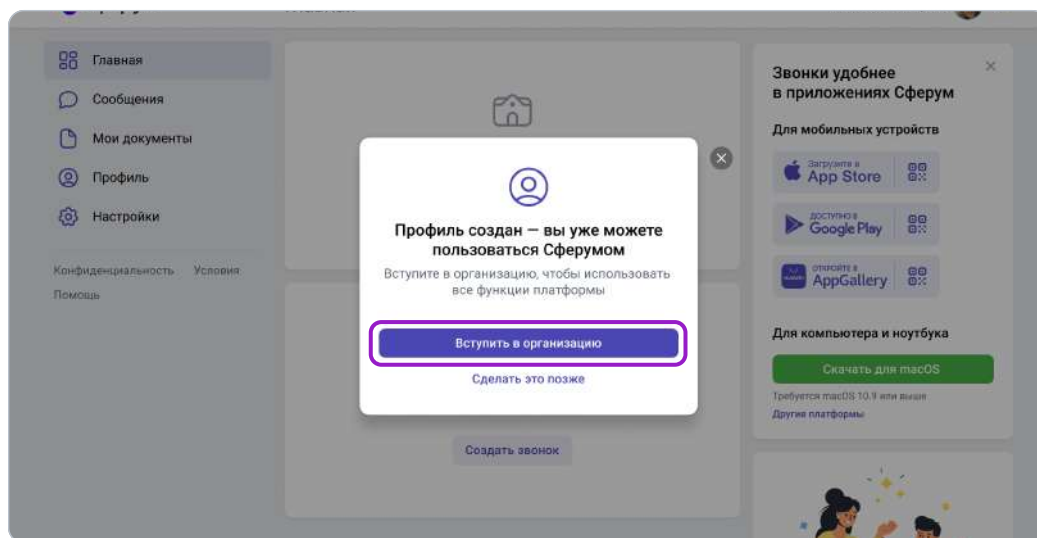 Главная
Сообщения
Мои документы
Профиль
Настройки
Конфиденциальность Условия
Помощь
Профиль создан — вы уже можете
пользоваться Сферумом
Вступите в организацию, чтобы использовать
все функции платформы
Вступить в организацию
Сделать это позже
Создать звонок
Звонки удобнее
в приложениях Сферум
Для мобильных устройств
Загрузите в
App Store
ДОСТУПНО В
Google Play
ОТКРОЙТЕ В
AppGallery
Для компьютера и ноутбука
Скачать для macOS
Требуется macOS 10.9 или выше
Другие платформы